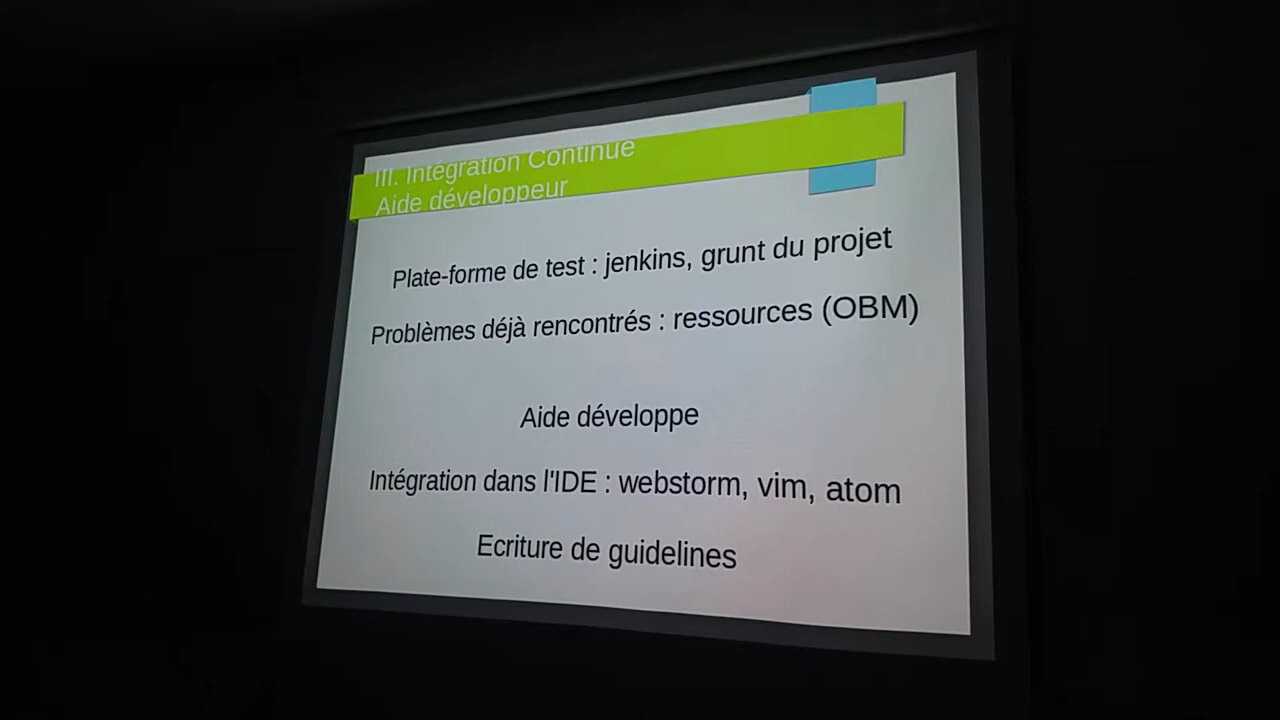 III. Intégration Continue
Aide développeur
Plate-forme de test : jenkins, grunt du projet
Problèmes déjà rencontrés : ressources (OBM)
Aide développe
Intégration dans l'IDE : webstorm, vim, atom
Ecriture de guidelines